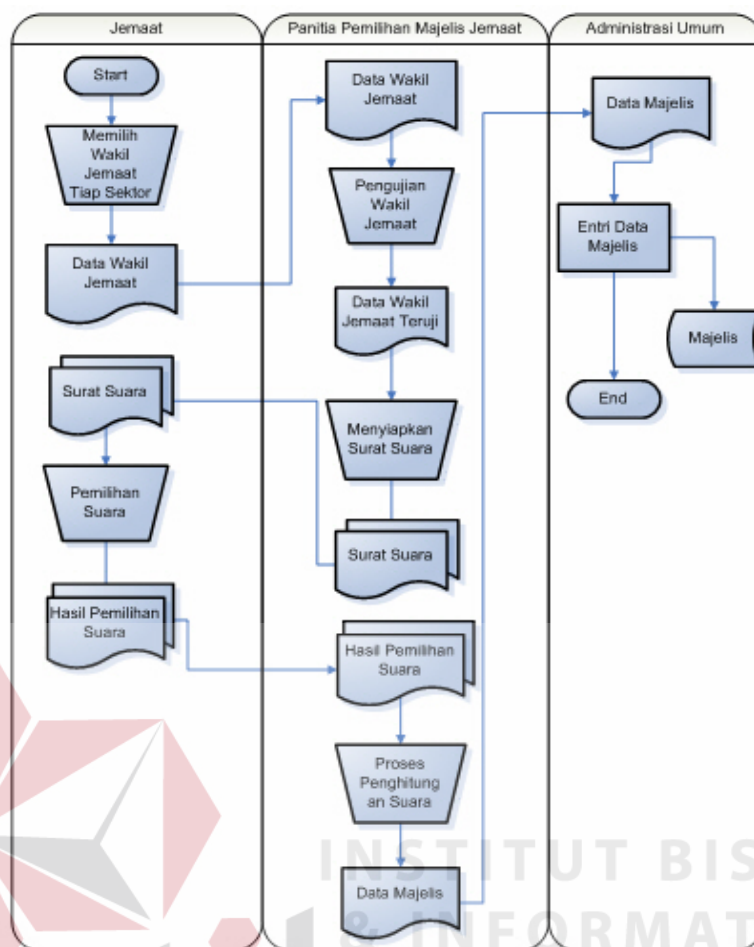 Jemaat
Panitia Pemilihan Majelis Jemaat
Administrasi Umum
Start
Memilih
Wakil
Jemaat
Tiap Sektor
Data Wakil
Jemaat
Surat Suara
Pemilihan
Suara
Hasil Pemilihan
Suara
Data Wakil
Jemaat
Pengujian
Wakil
Jemaat
Data Wakil
Jemaat Teruji
Menyiapkan
Surat Suara
Surat Suara
Hasil Pemilihan
Suara
Proses
Penghitung
an Suara
Data Majelis
Data Majelis
Entri Data
Majelis
Majelis
End
INSTITUT BIS
& INFORMAT